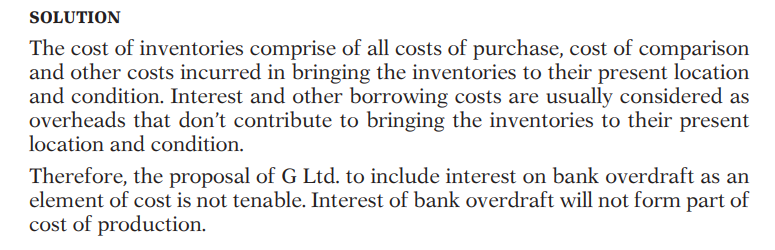 SOLUTION
The cost of inventories comprise of all costs of purchase, cost of comparison
and other costs incurred in bringing the inventories to their present location
and condition. Interest and other borrowing costs are usually considered as
overheads that don’t contribute to bringing the inventories to their present
location and condition.
Therefore, the proposal of G Ltd. to include interest on bank overdraft as an
element of cost is not tenable. Interest of bank overdraft will not form part of
cost of production.